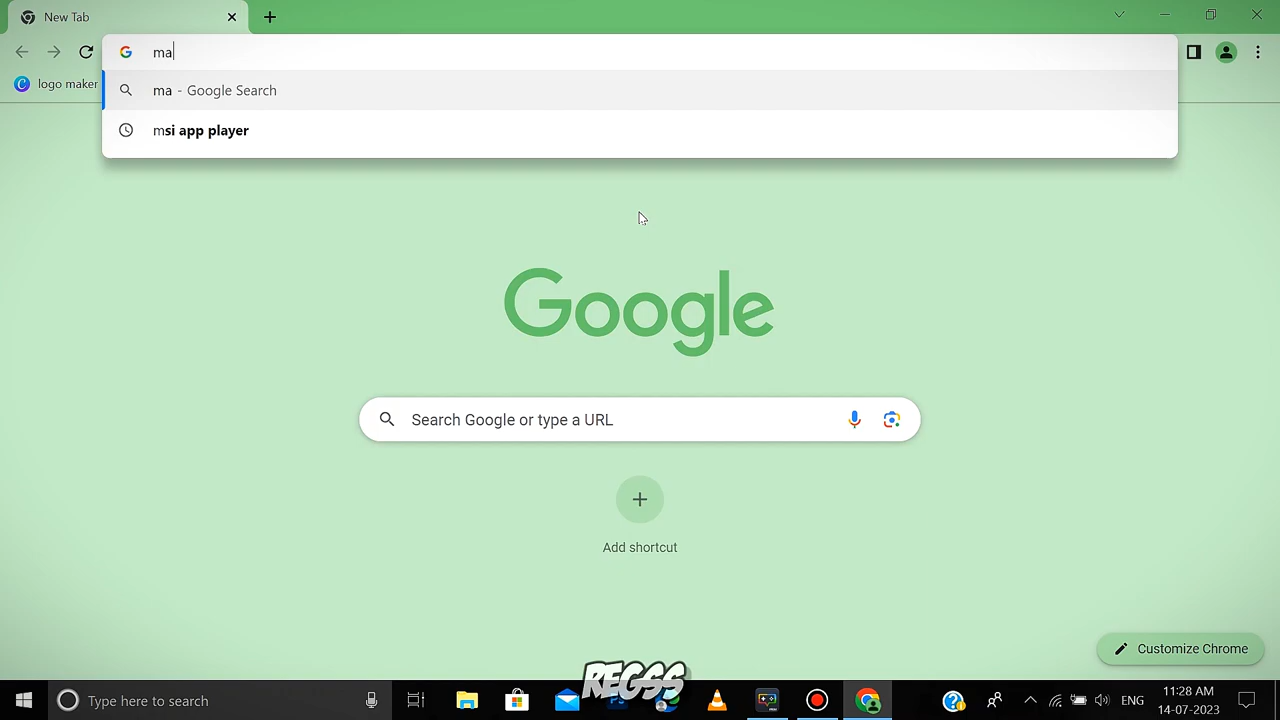 New Tab
ma
logo maker
ma - Google Search
msi app player
Google
Search Google or type a URL
Add shortcut
Customize Chrome
REGSS
Type here to search
Ps
ENG
11:28 AM
14-07-2023